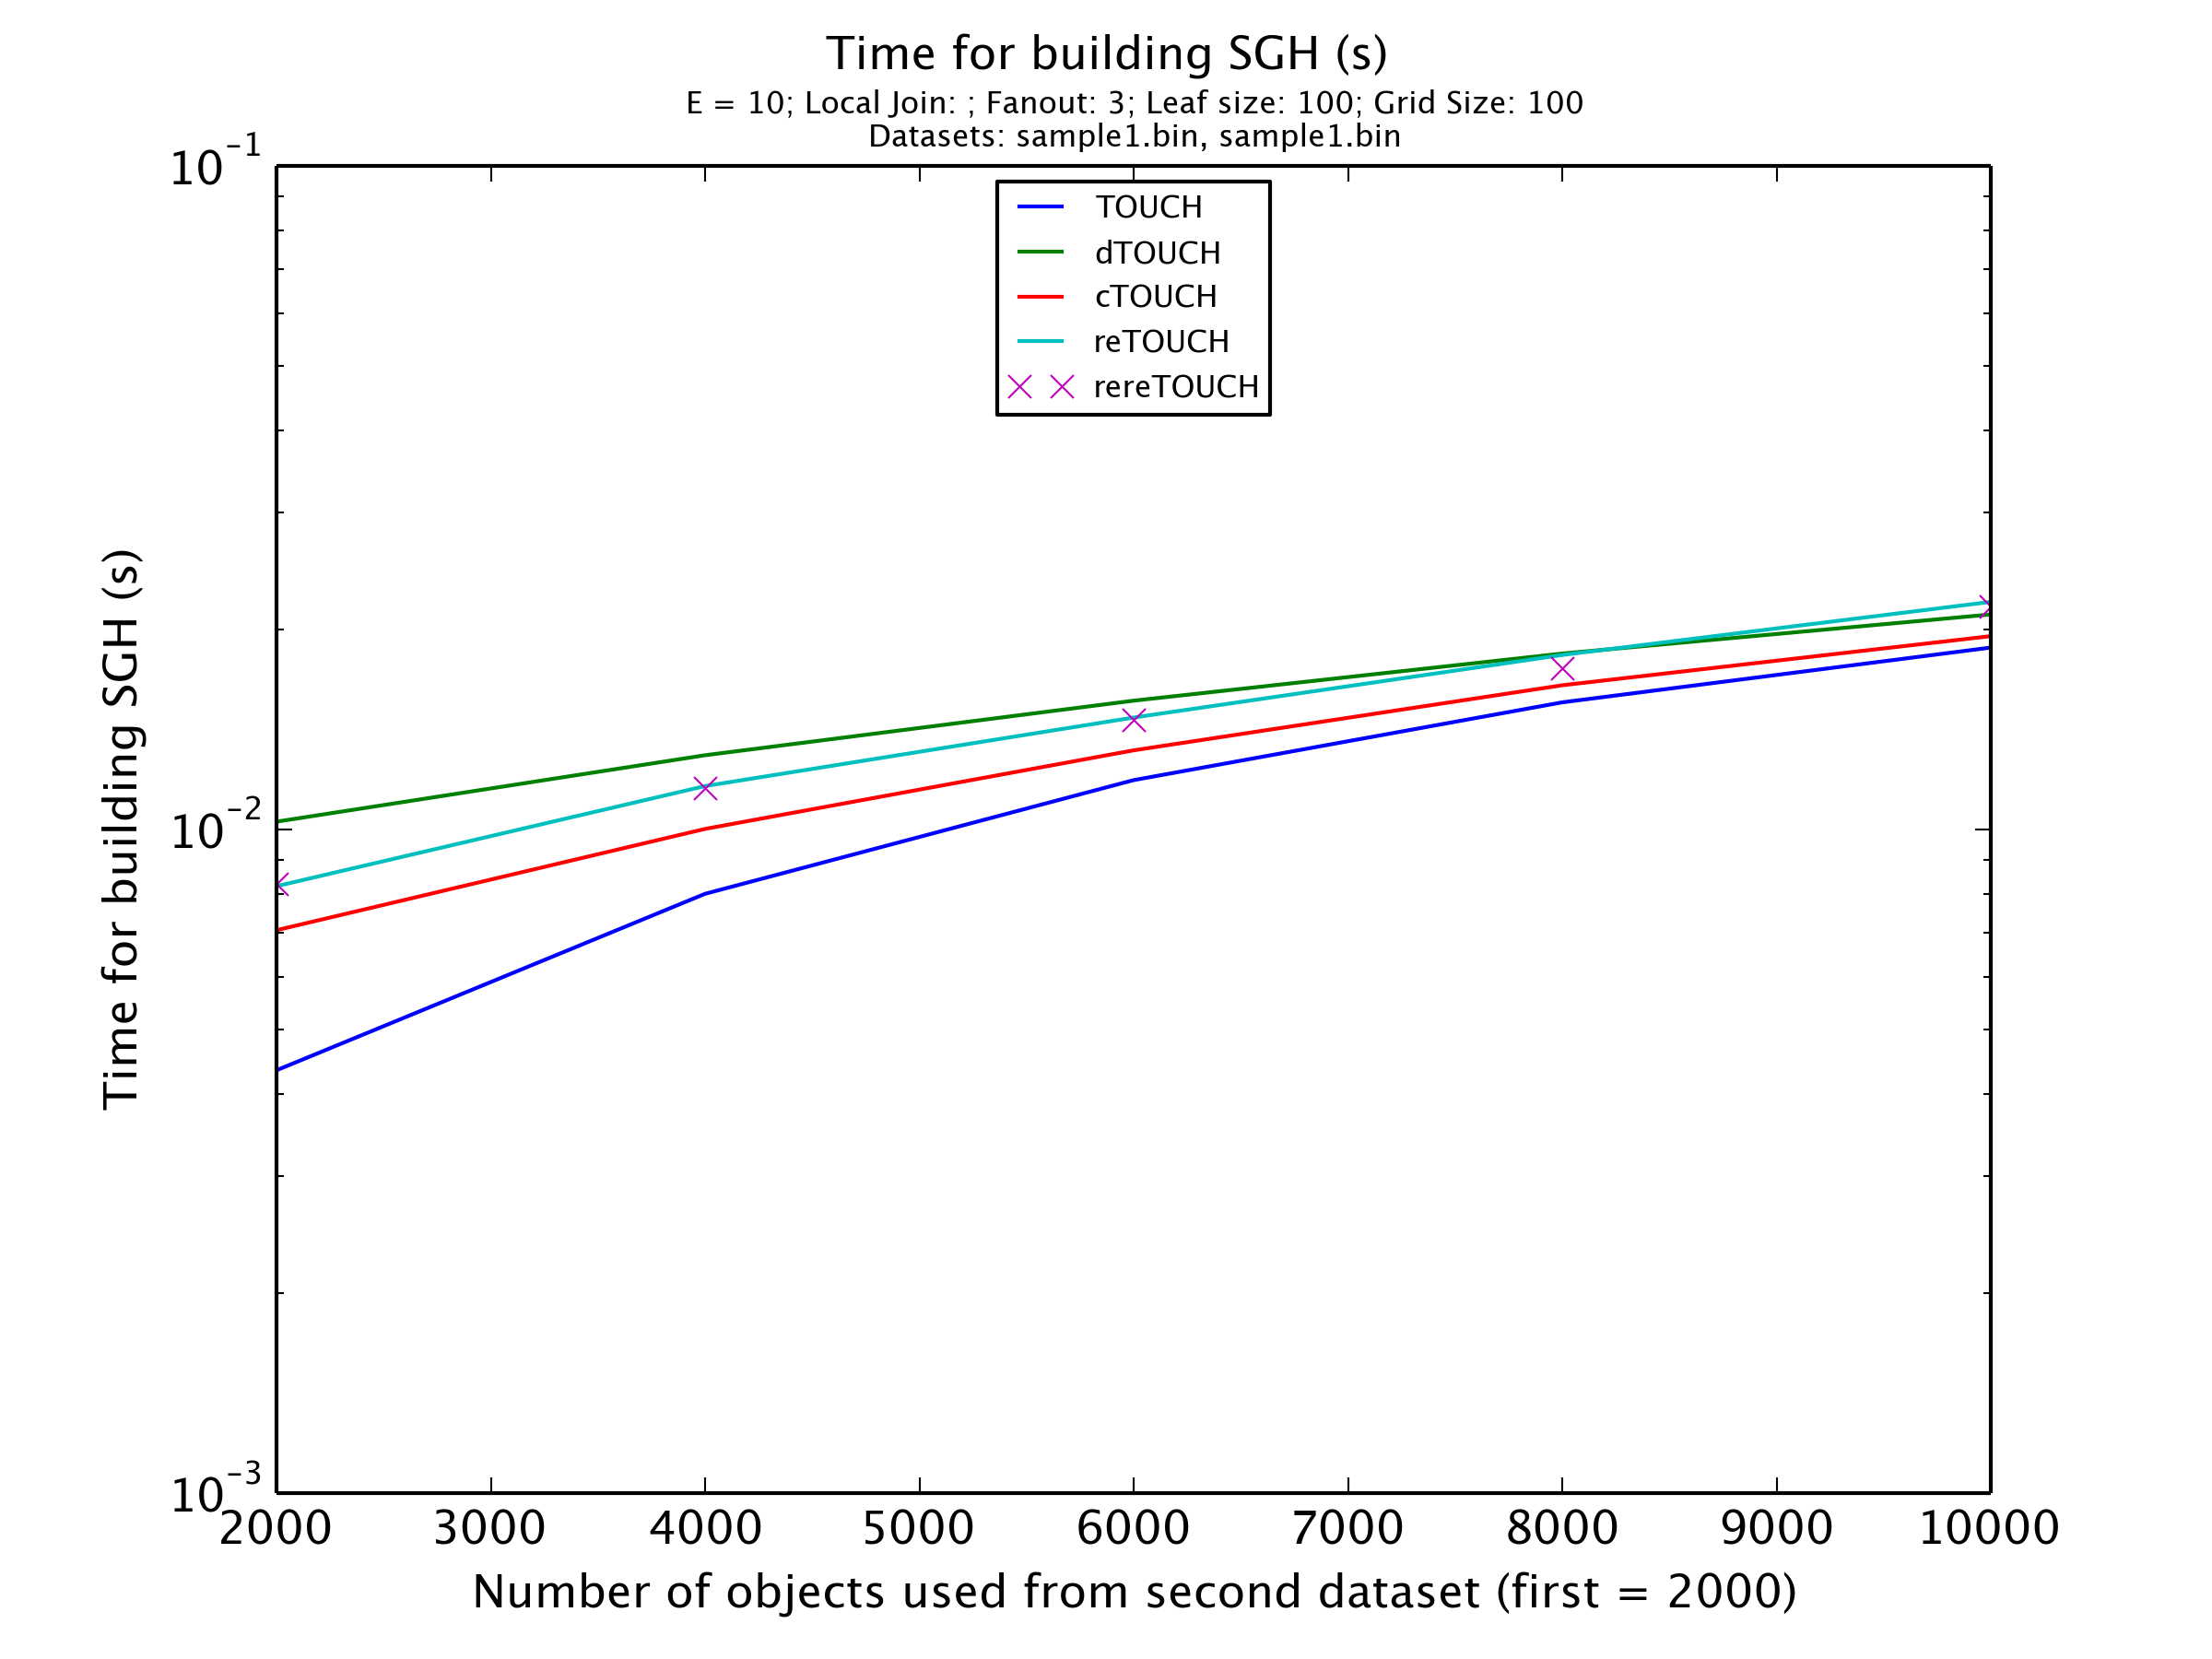 Time for building SGH (s)
E = 10; Local Join: ; Fanout: 3; Leaf size: 100; Grid Size: 100
Datasets: sample1.bin, sample1.bin
10⁻¹
TOUCH
dTOUCH
cTOUCH
reTOUCH
rereTOUCH
Time for building SGH (s)
10⁻²
10⁻³
2000 3000 4000 5000 6000 7000 8000 9000 10000
Number of objects used from second dataset (first = 2000)